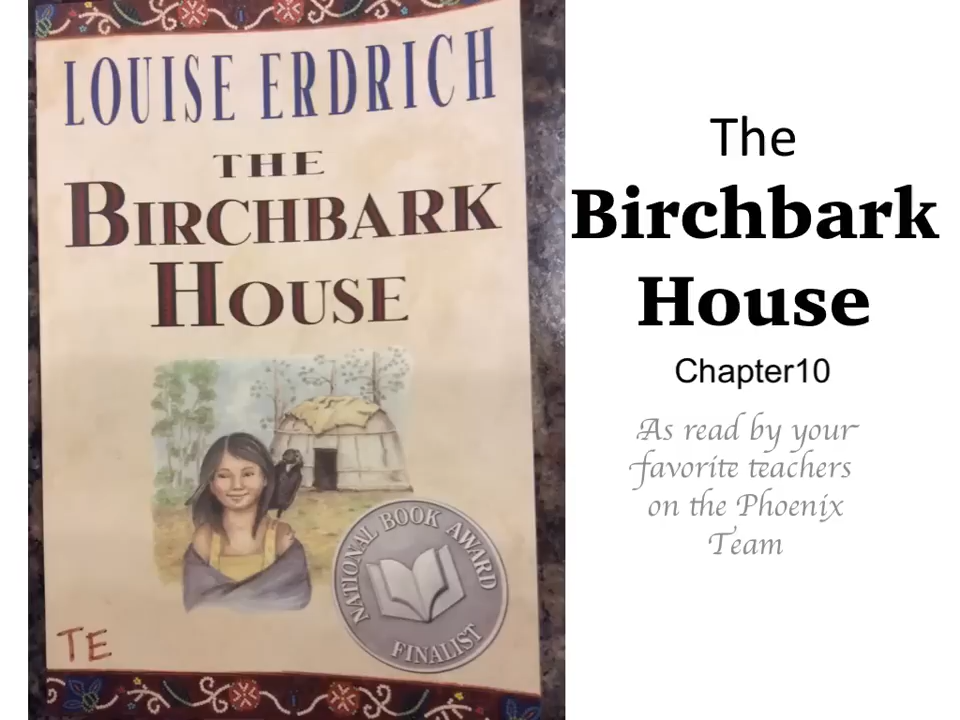 LOUISE ERDRICH
THE
BIRCHBARK
HOUSE
NATIONAL BOOK AWARD
FINALIST
TE
The
Birchbark
House
Chapter10
As read by your
favorite teachers
on the Phoenix
Team